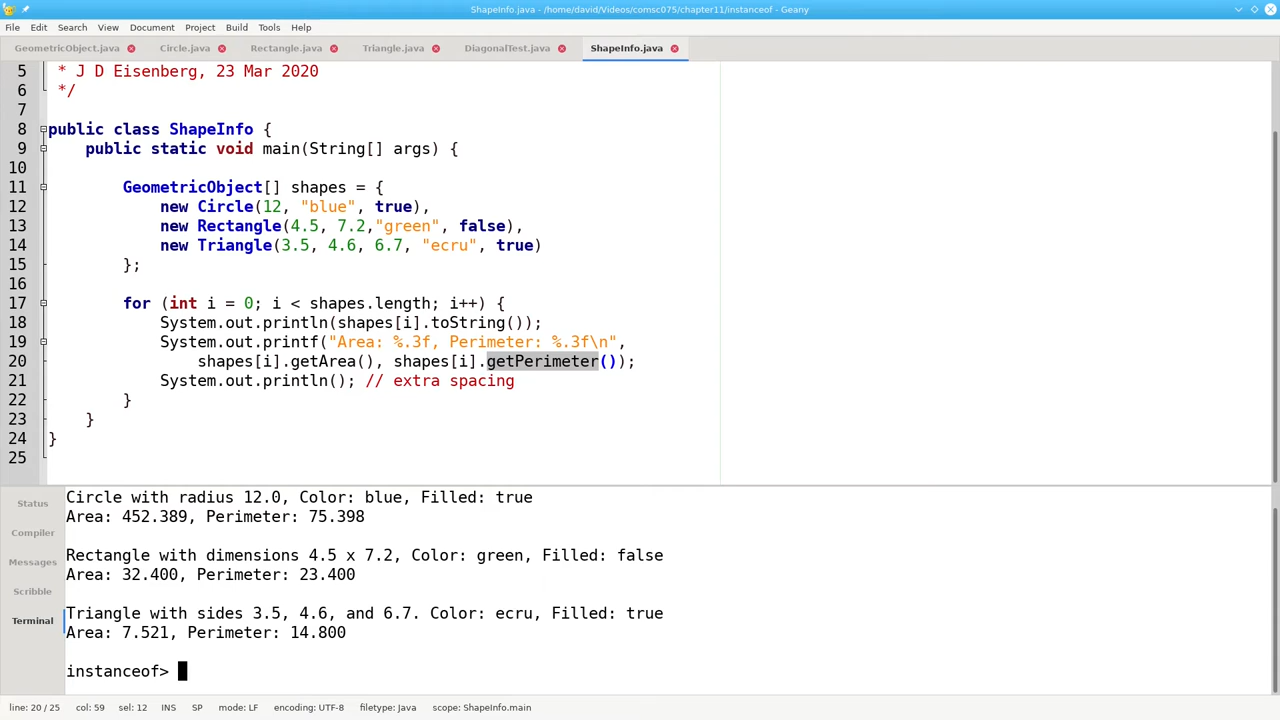 ShapeInfo.java - /home/david/Videos/comsc075/chapter11/instanceof - Geany
File Edit Search View Document Project Build Tools Help
GeometricObject.java Circle.java Rectangle.java Triangle.java DiagonalTest.java ShapeInfo.java
5 * J D Eisenberg, 23 Mar 2020
6 */
7
8 public class ShapeInfo {
9 public static void main(String[] args) {
10
11 GeometricObject[] shapes = {
12 new Circle(12, "blue", true),
13 new Rectangle(4.5, 7.2,"green", false),
14 new Triangle(3.5, 4.6, 6.7, "ecru", true)
15 };
16
17 for (int i = 0; i < shapes.length; i++) {
18 System.out.println(shapes[i].toString());
19 System.out.printf("Area: %.3f, Perimeter: %.3f\n",
20 shapes[i].getArea(), shapes[i].getPerimeter());
21 System.out.println(); // extra spacing
22 }
23 }
24 }
25
Status
Compiler
Messages
Scribble
Terminal
Circle with radius 12.0, Color: blue, Filled: true
Area: 452.389, Perimeter: 75.398
Rectangle with dimensions 4.5 x 7.2, Color: green, Filled: false
Area: 32.400, Perimeter: 23.400
Triangle with sides 3.5, 4.6, and 6.7. Color: ecru, Filled: true
Area: 7.521, Perimeter: 14.800
instanceof>
line: 20 / 25 col: 59 sel: 12 INS SP mode: LF encoding: UTF-8 filetype: Java scope: ShapeInfo.main